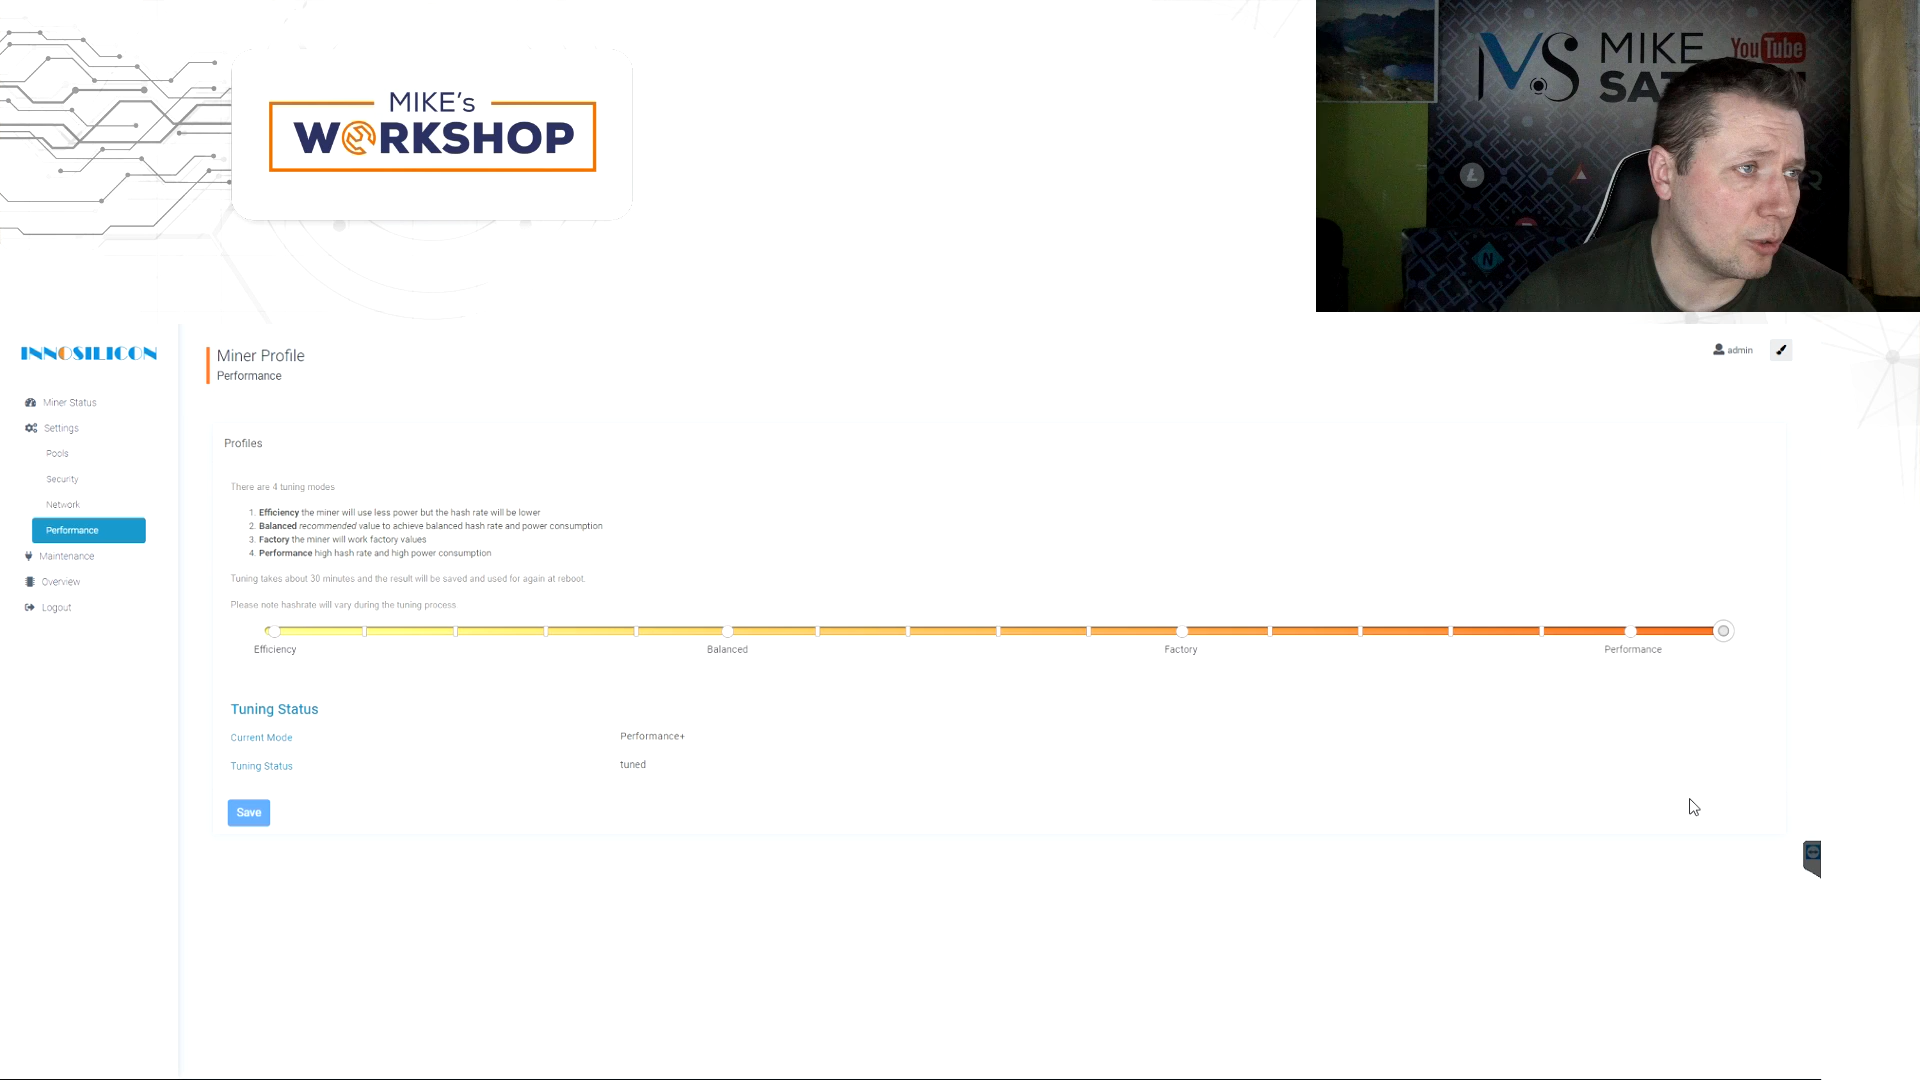 MIKE's
WORKSHOP
MIKE
YouTube
SA
INNOSILICON
Miner Status
Settings
Pools
Security
Network
Performance
Maintenance
Overview
Logout
Miner Profile
Performance
admin
Profiles
There are 4 tuning modes
1. Efficiency the miner will use less power but the hash rate will be lower
2. Balanced recommended value to achieve balanced hash rate and power consumption
3. Factory the miner will work factory values
4. Performance high hash rate and high power consumption
Tuning takes about 30 minutes and the result will be saved and used for again at reboot.
Please note hashrate will vary during the tuning process
Efficiency Balanced Factory Performance
Tuning Status
Current Mode Performance+
Tuning Status tuned
Save